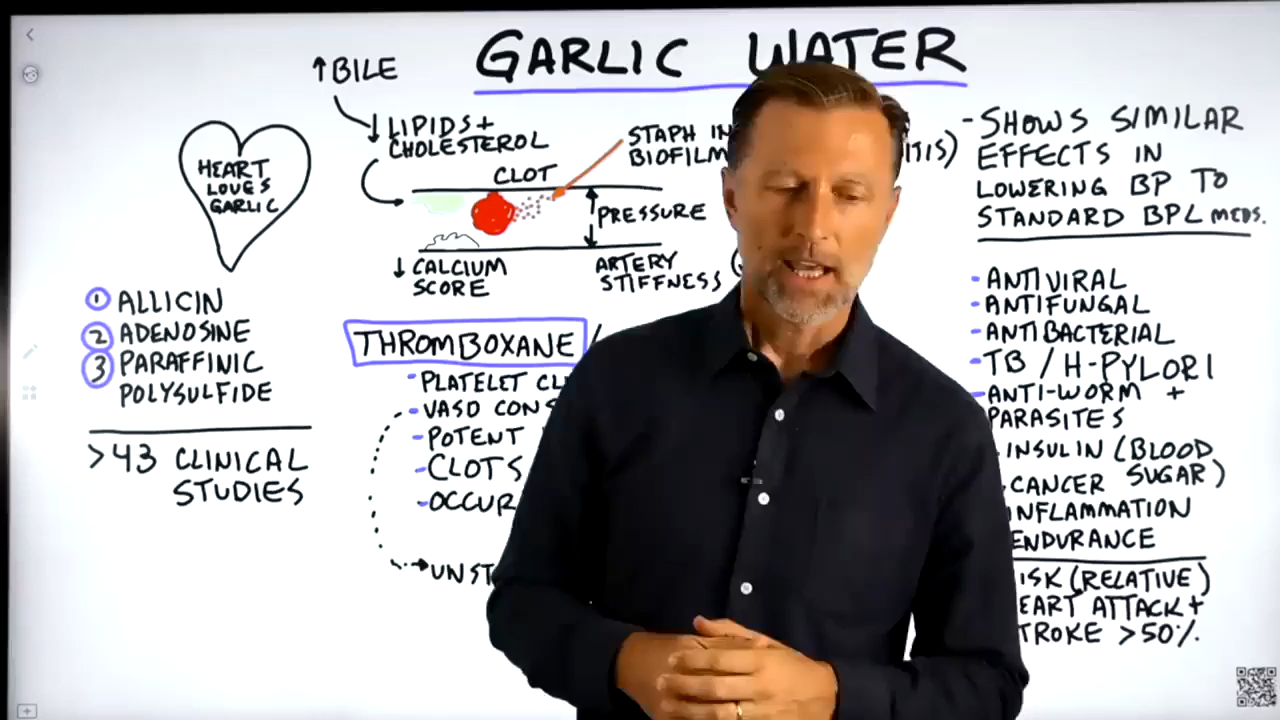 GARLIC WATER
↑ BILE
↓ LIPIDS +
CHOLESTEROL
HEART
LOVES
GARLIC
CLOT
STAPH IN
BIOFILM
PRESSURE
↓ CALCIUM
SCORE
ARTERY
STIFFNESS
① ALLICIN
② ADENOSINE
③ PARAFFINIC
POLYSULFIDE
>43 CLINICAL
STUDIES
THROMBOXANE /
- PLATELET CL
- VASO CONS
- POTENT
- CLOTS
- OCCUR
UNST
ITIS)
- SHOWS SIMILAR
EFFECTS IN
LOWERING BP TO
STANDARD BPL MEDS.
- ANTIVIRAL
- ANTIFUNGAL
- ANTIBACTERIAL
- TB / H-PYLORI
- ANTI-WORM +
PARASITES
INSULIN (BLOOD
SUGAR)
CANCER
INFLAMMATION
ENDURANCE
ISK (RELATIVE)
EART ATTACK +
TROKE >50%